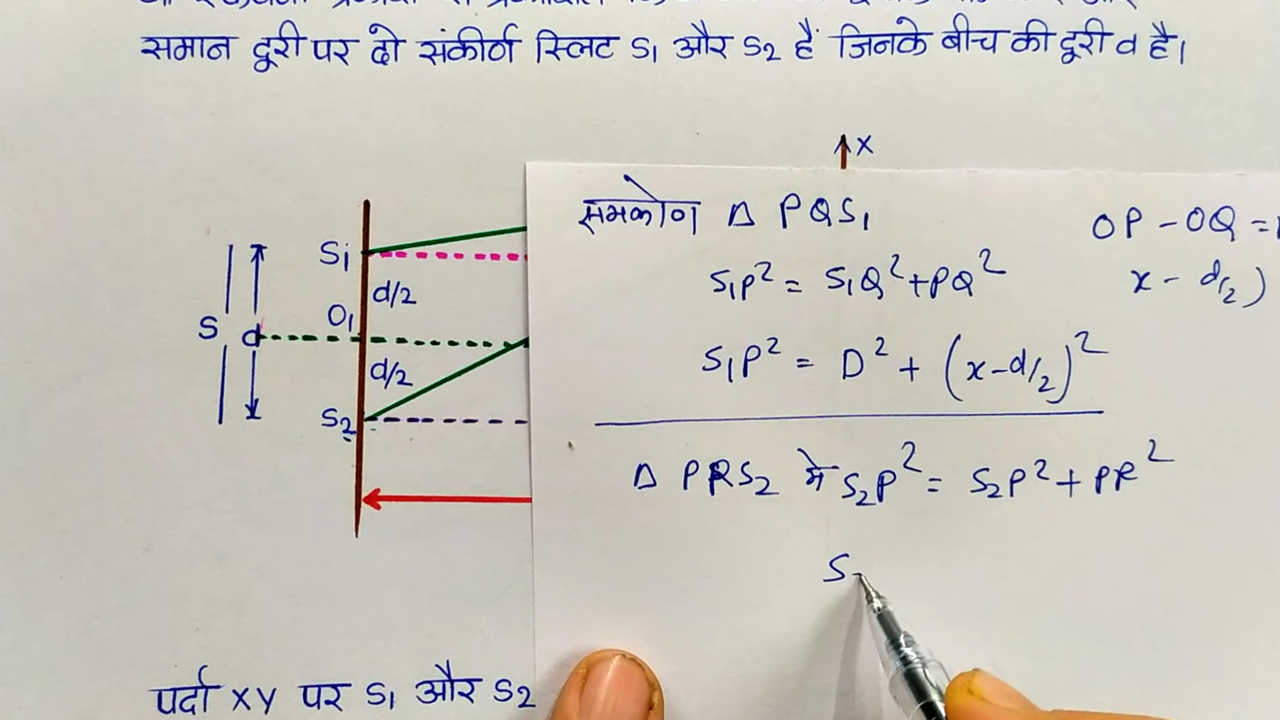 समान दूरी पर दो संकीर्ण स्लिट S₁ और S₂ हैं जिनके बीच की दूरी d है।
X
समकोण Δ PQS₁
OP - OQ =
S₁
S₁P² = S₁Q² + PQ²
x - d/2)
d/2
O₁
S d
S₁P² = D² + (x-d/2)²
d/2
S₂
Δ PRS₂ में S₂P² = S₂P² + PR²
S
पर्दा XY पर S₁ और S₂